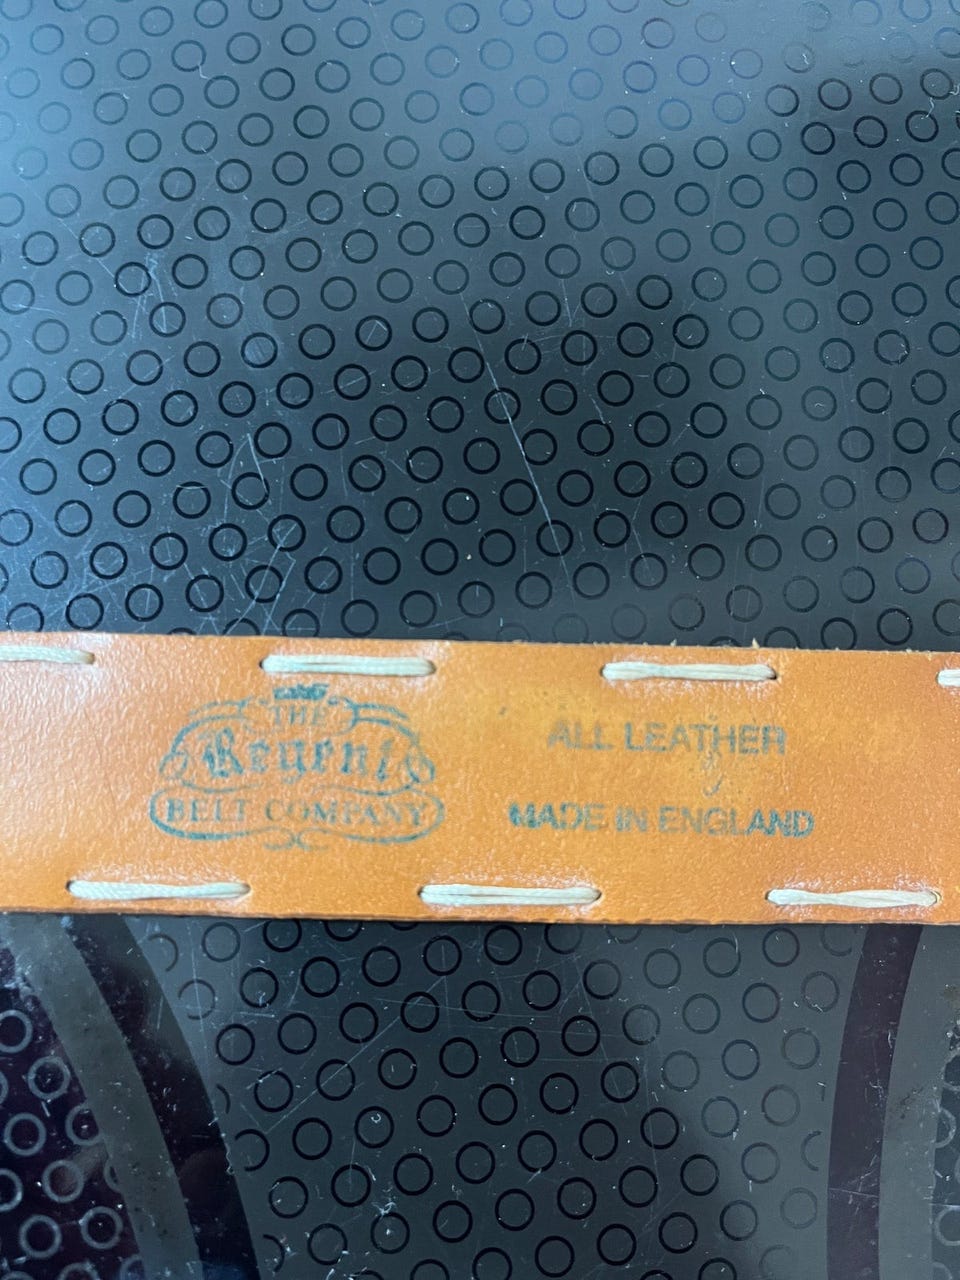 THE
Regent
BELT COMPANY
ALL LEATHER
MADE IN ENGLAND